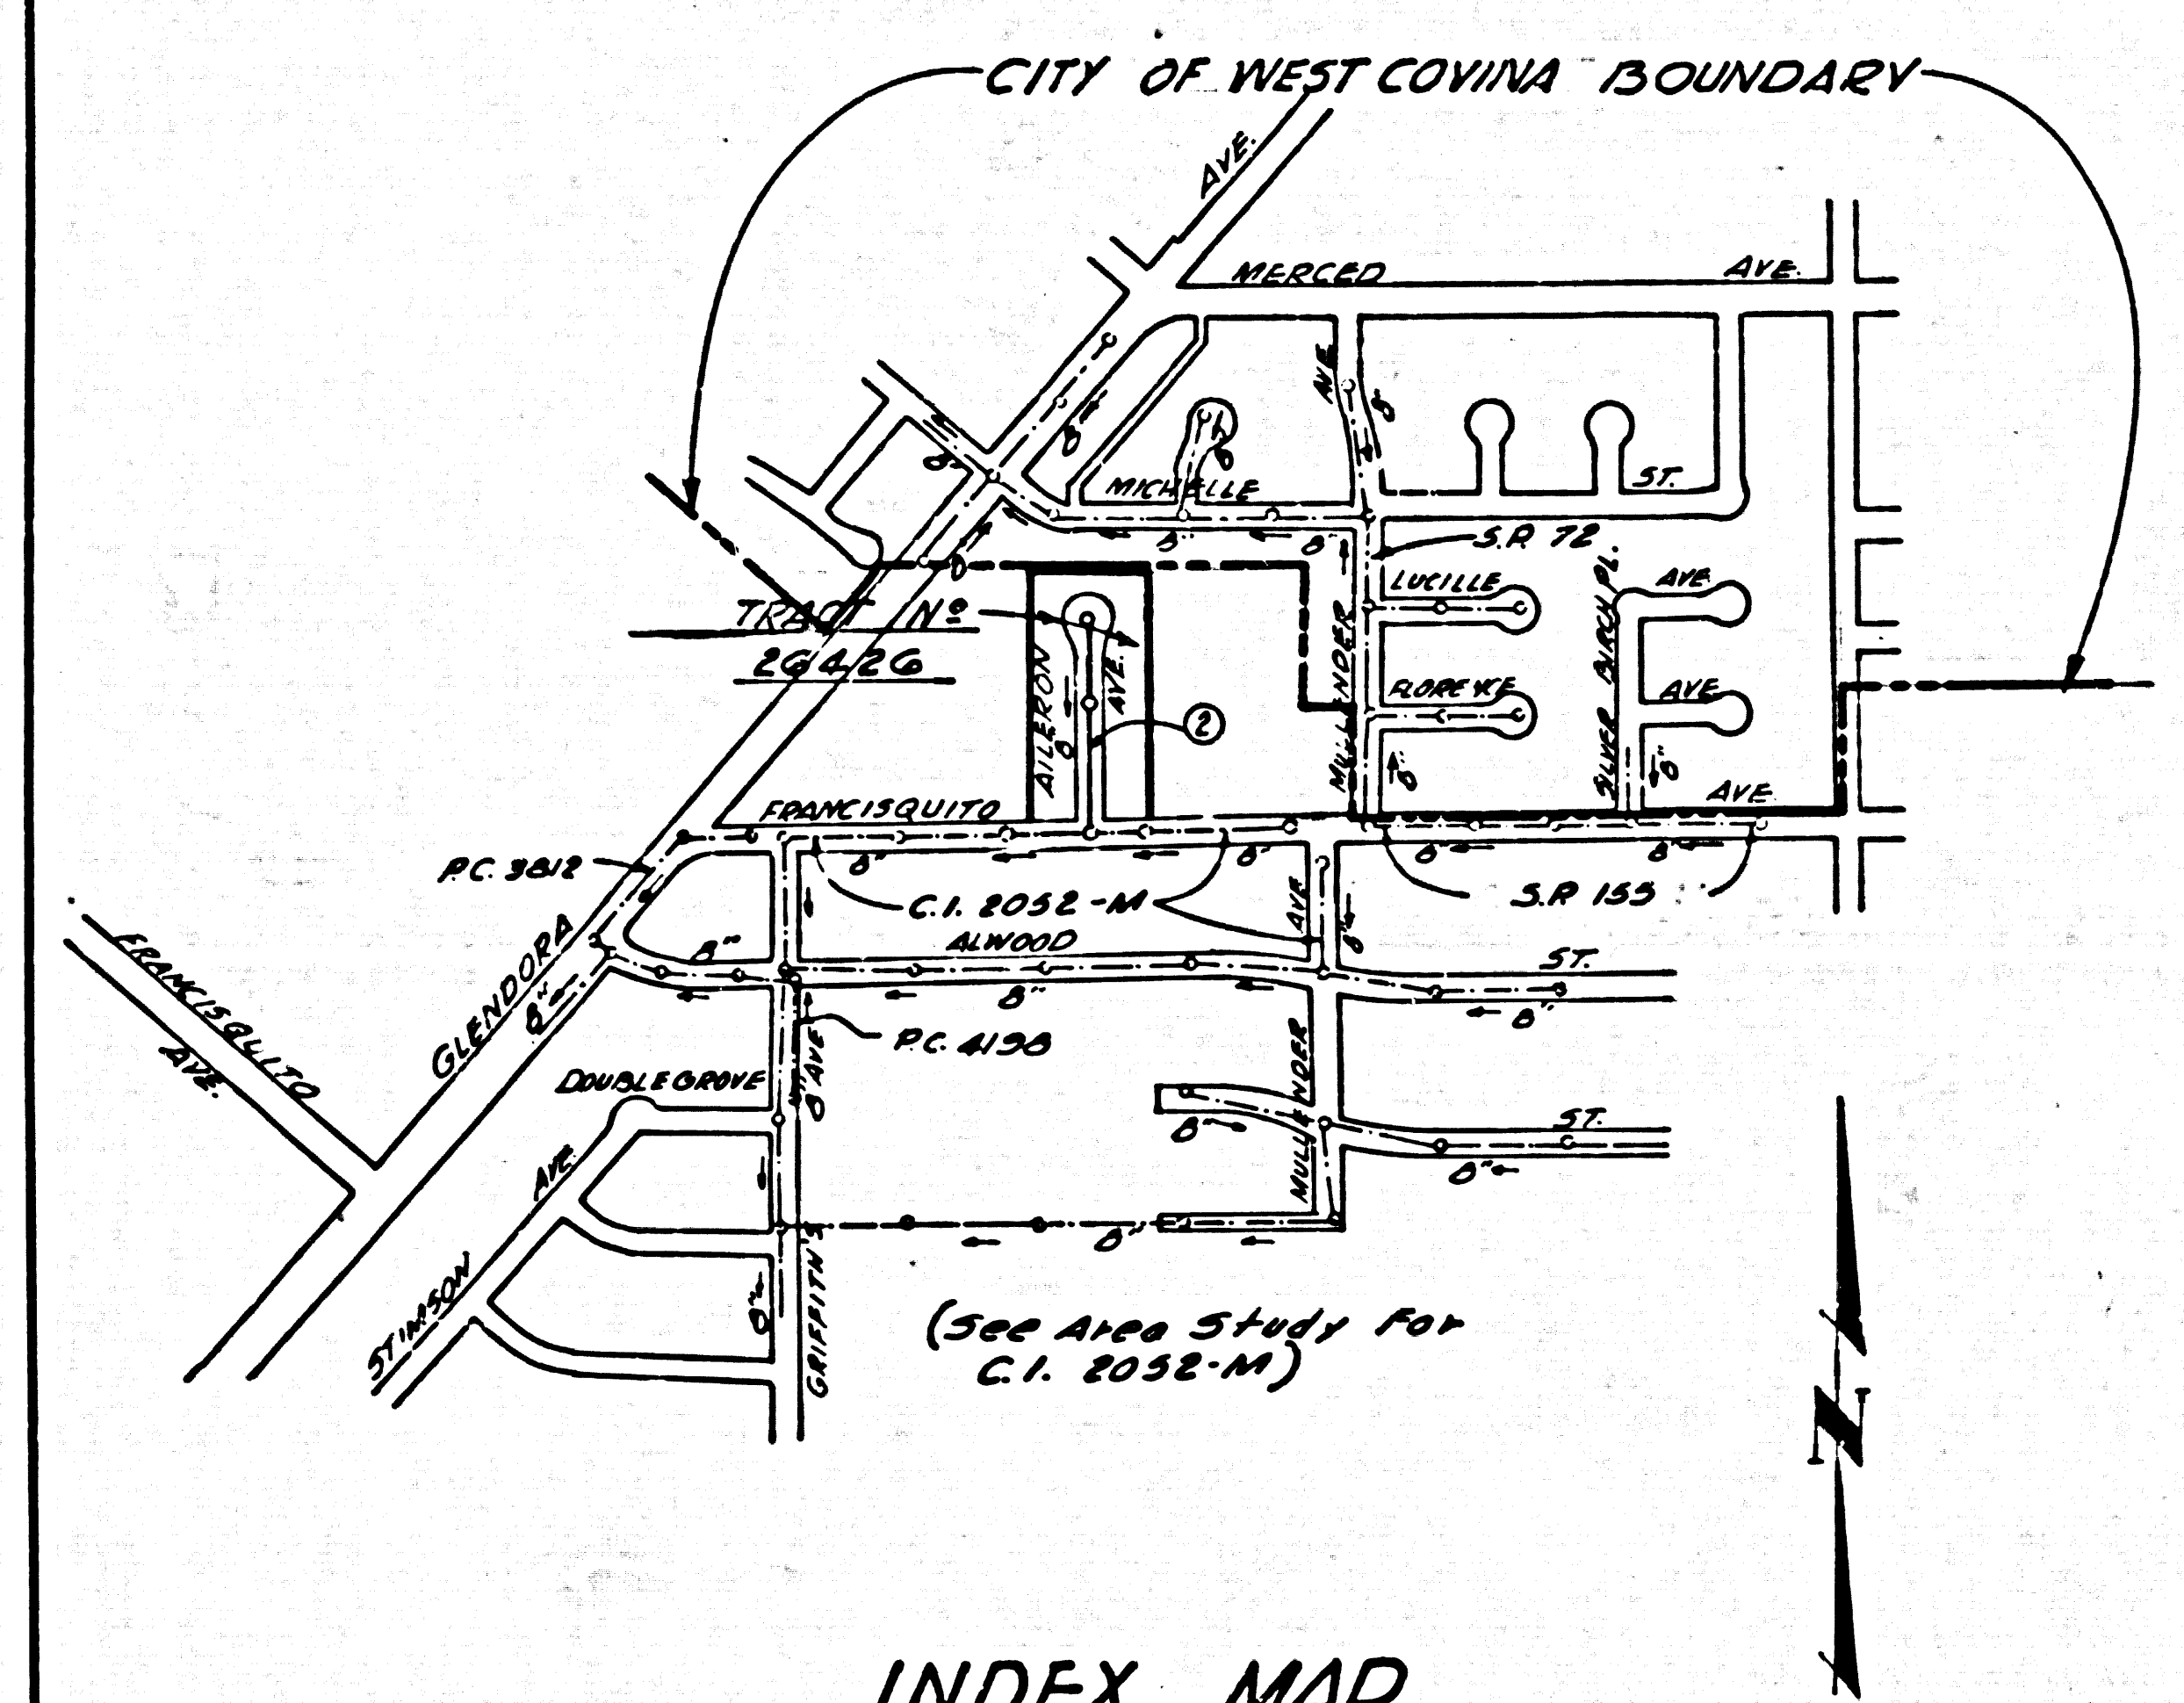 CITY OF WEST COVINA BOUNDARY
AVE.
MERCED AVE.
AVE
8"
8"
8"
MICHELLE ST.
8" 8"
S.P. 72
LUCILLE AVE.
SILVER BIRCH PL.
TRACT Nº
26426
AILERON AVE.
8"
2
MULLENDER
FLORENCE AVE.
8"
8"
FRANCISQUITO AVE.
P.C. 3812
8" 8" 8" 8"
C.I. 2052-M
S.P. 155
AVE
8"
ALWOOD ST.
8"
8"
8"
FRANCISQUITO
AVE.
GLENDORA
8"
P.C. 4198
8" AVE
DOUBLEGROVE ST.
MULLENDER
8"
8"
AVE.
STIMSON
8"
8"
GRIFFITH'S
(See Area Study For
C.I. 2052-M)
N
INDEX MAP